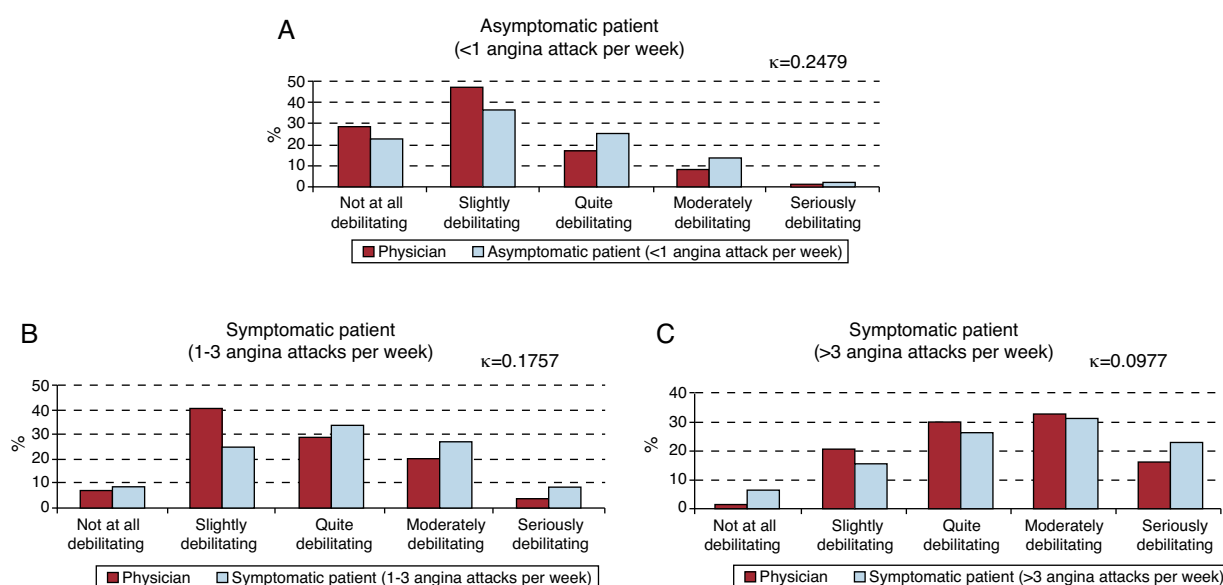 A
Asymptomatic patient
(<1 angina attack per week)
κ=0.2479
50
40
30
20
10
0
%
Not at all
debilitating
Slightly
debilitating
Quite
debilitating
Moderately
debilitating
Seriously
debilitating
Physician Asymptomatic patient (<1 angina attack per week)
B
Symptomatic patient
(1-3 angina attacks per week)
κ=0.1757
50
40
30
20
10
0
%
Not at all
debilitating
Slightly
debilitating
Quite
debilitating
Moderately
debilitating
Seriously
debilitating
Physician Symptomatic patient (1-3 angina attacks per week)
C
Symptomatic patient
(>3 angina attacks per week)
κ=0.0977
40
30
20
10
0
%
Not at all
debilitating
Slightly
debilitating
Quite
debilitating
Moderately
debilitating
Seriously
debilitating
Physician Symptomatic patient (>3 angina attacks per week)